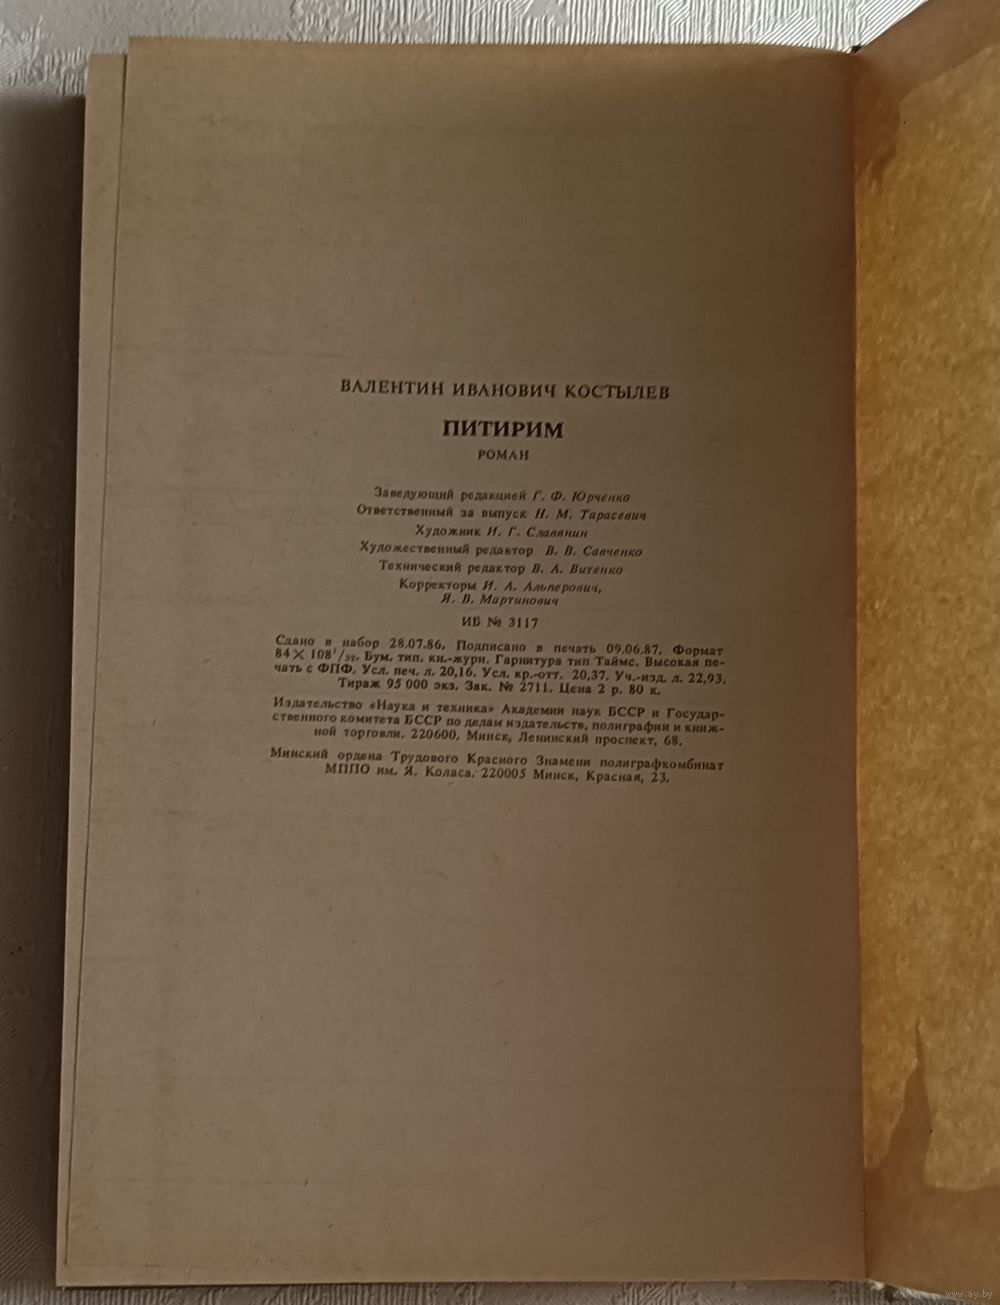 ВАЛЕНТИН ИВАНОВИЧ КОСТЫЛЕВ
ПИТИРИМ
РОМАН
Заведующий редакцией Г. Ф. Юрченко
Ответственный за выпуск Н. М. Тарасевич
Художник И. Г. Славянин
Художественный редактор В. В. Савченко
Технический редактор В. А. Витенко
Корректоры И. А. Альперович,
Я. В. Мартинович
ИБ № 3117
Сдано в набор 28.07.86. Подписано в печать 09.06.87. Формат
84×108¹/₃₂. Бум. тип. кн.-журн. Гарнитура тип Таймс. Высокая пе-
чать с ФПФ. Усл. печ. л. 20,16. Усл. кр.-отт. 20,37. Уч.-изд. л. 22,93.
Тираж 95 000 экз. Зак. № 2711. Цена 2 р. 80 к.
Издательство «Наука и техника» Академии наук БССР и Государ-
ственного комитета БССР по делам издательств, полиграфии и книж-
ной торговли. 220600. Минск, Ленинский проспект, 68.
Минский ордена Трудового Красного Знамени полиграфкомбинат
МППО им. Я. Коласа. 220005 Минск, Красная, 23.
www.ay.by